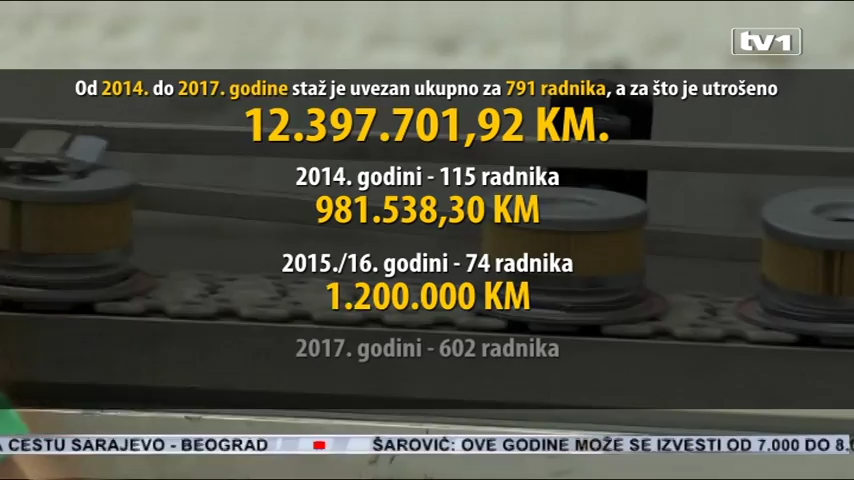 tv1
Od 2014. do 2017. godine staž je uvezan ukupno za 791 radnika, a za što je utrošeno
12.397.701,92 KM.
2014. godini - 115 radnika
981.538,30 KM
2015./16. godini - 74 radnika
1.200.000 KM
2017. godini - 602 radnika
A CESTU SARAJEVO - BEOGRAD ŠAROVIĆ: OVE GODINE MOŽE SE IZVESTI OD 7.000 DO 8.